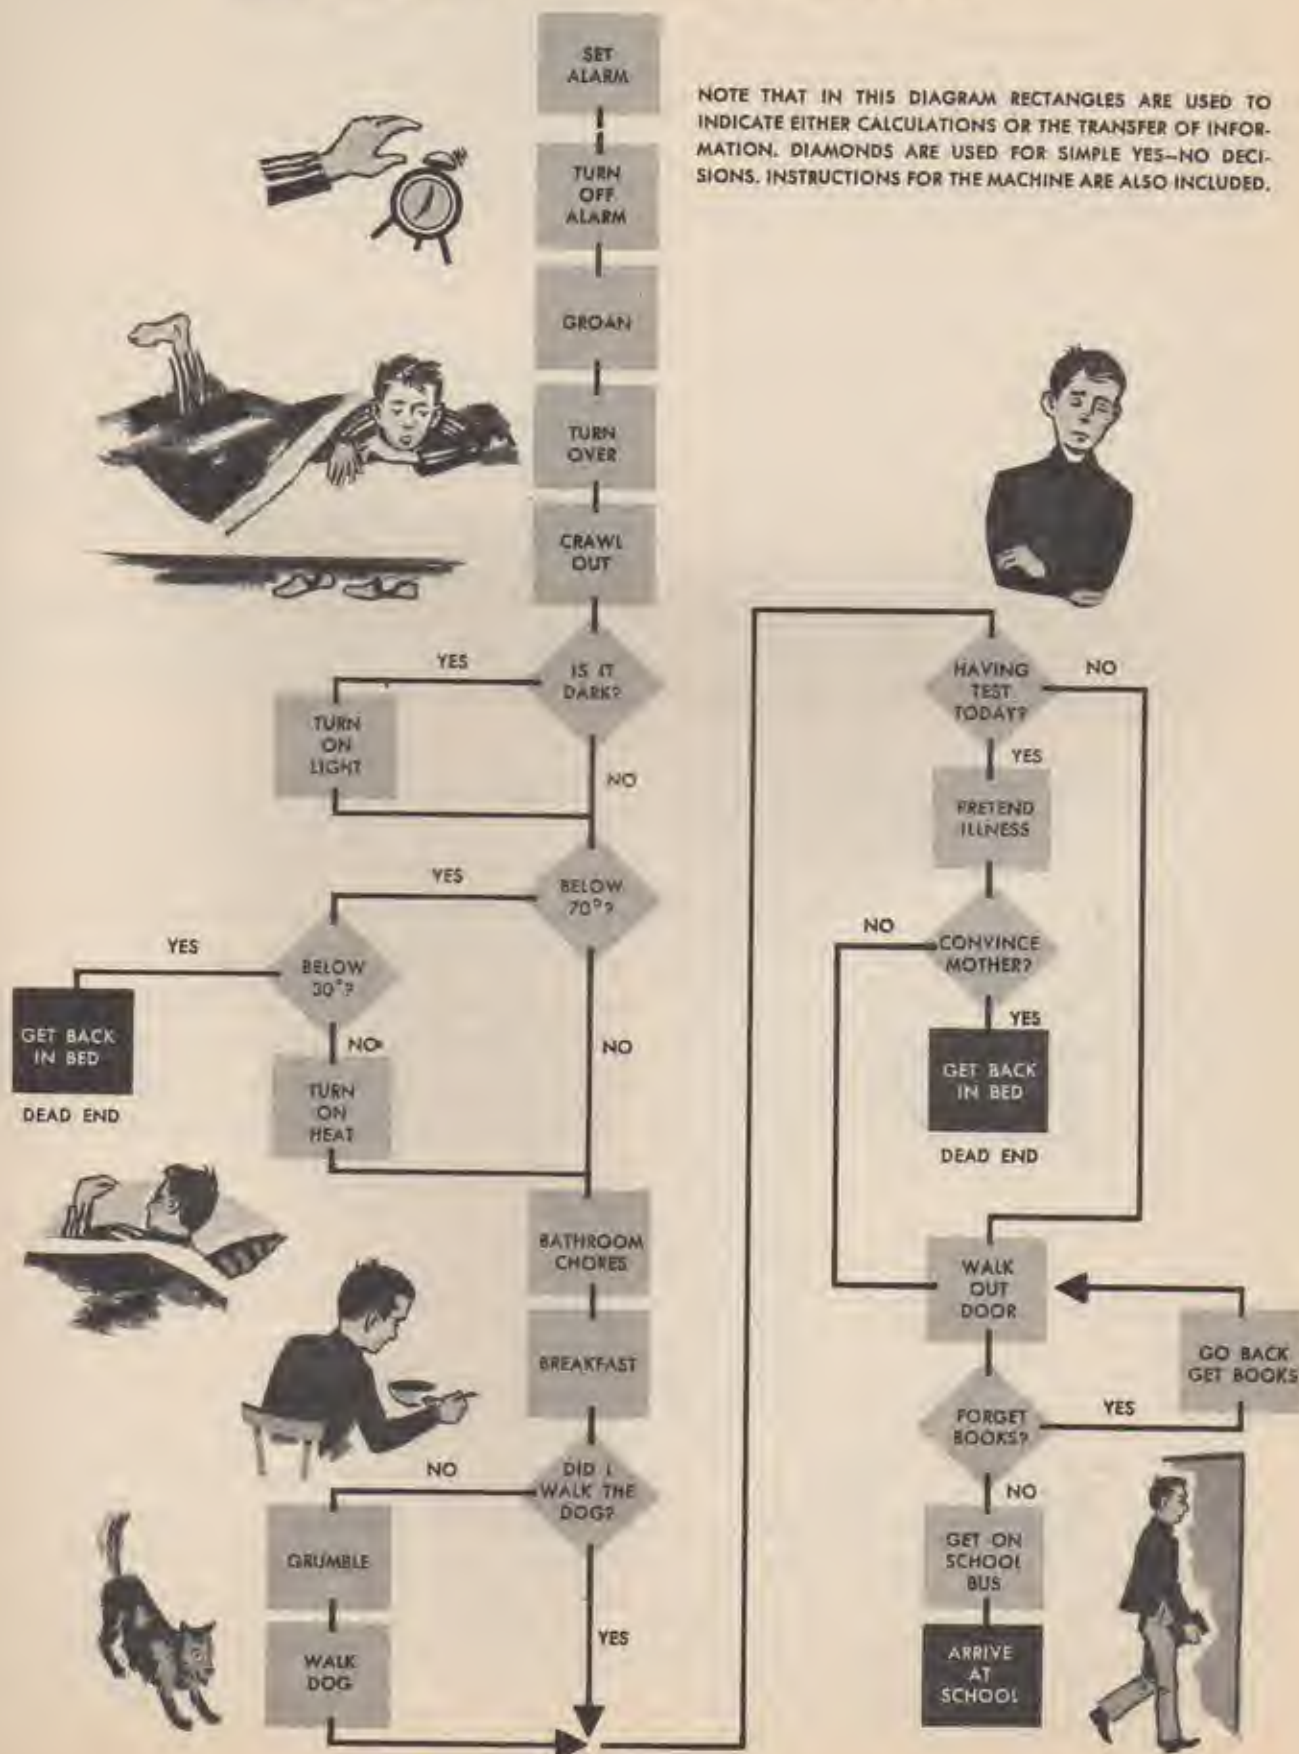 SET
ALARM
NOTE THAT IN THIS DIAGRAM RECTANGLES ARE USED TO
INDICATE EITHER CALCULATIONS OR THE TRANSFER OF INFOR-
MATION. DIAMONDS ARE USED FOR SIMPLE YES–NO DECI-
SIONS. INSTRUCTIONS FOR THE MACHINE ARE ALSO INCLUDED.
TURN
OFF
ALARM
GROAN
TURN
OVER
CRAWL
OUT
IS IT
DARK?
YES
TURN
ON
LIGHT
NO
BELOW
70°?
YES
BELOW
30°?
YES
GET BACK
IN BED
DEAD END
NO
TURN
ON
HEAT
NO
BATHROOM
CHORES
BREAKFAST
DID I
WALK THE
DOG?
NO
GRUMBLE
WALK
DOG
YES
HAVING
TEST
TODAY?
NO
YES
PRETEND
ILLNESS
CONVINCE
MOTHER?
NO
YES
GET BACK
IN BED
DEAD END
WALK
OUT
DOOR
FORGET
BOOKS?
YES
GO BACK
GET BOOKS
NO
GET ON
SCHOOL
BUS
ARRIVE
AT
SCHOOL